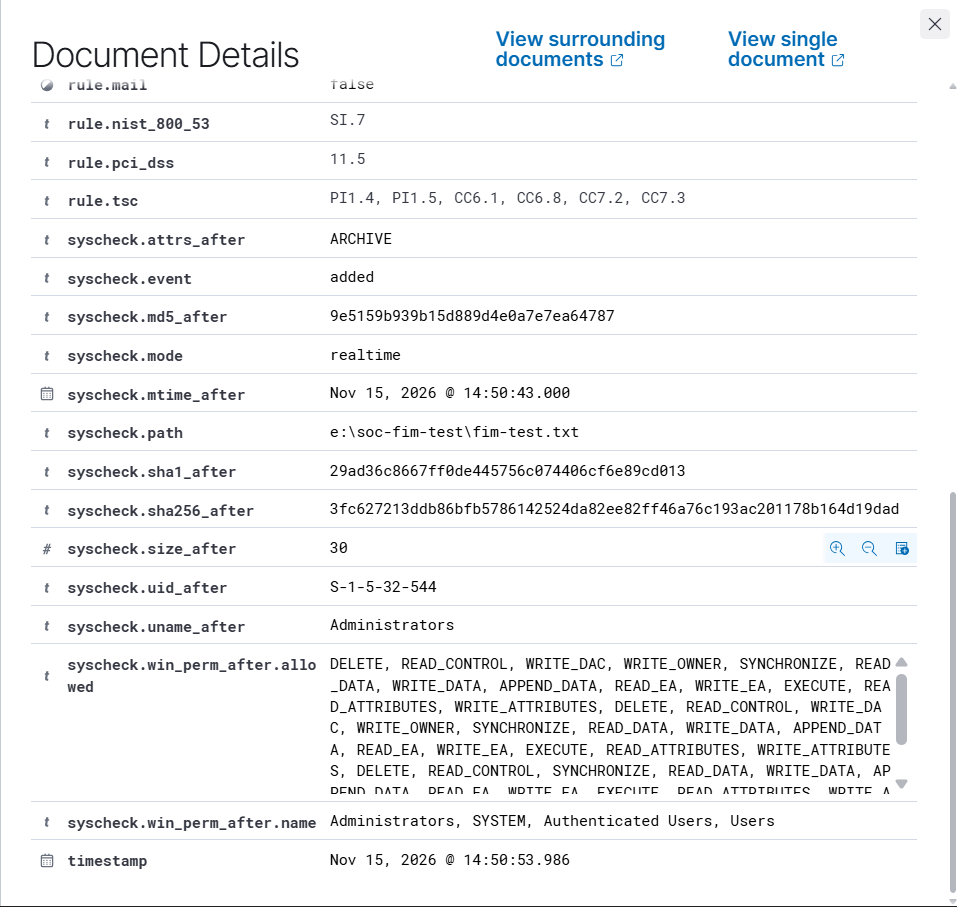 Document Details
View surrounding
documents
View single
document
rule.mail false
t rule.nist_800_53 SI.7
t rule.pci_dss 11.5
t rule.tsc PI1.4, PI1.5, CC6.1, CC6.8, CC7.2, CC7.3
t syscheck.attrs_after ARCHIVE
t syscheck.event added
t syscheck.md5_after 9e5159b939b15d889d4e0a7e7ea64787
t syscheck.mode realtime
syscheck.mtime_after Nov 15, 2026 @ 14:50:43.000
t syscheck.path e:\soc-fim-test\fim-test.txt
t syscheck.sha1_after 29ad36c8667ff0de445756c074406cf6e89cd013
t syscheck.sha256_after 3fc627213ddb86bfb5786142524da82ee82ff46a76c193ac201178b164d19dad
# syscheck.size_after 30
t syscheck.uid_after S-1-5-32-544
t syscheck.uname_after Administrators
t syscheck.win_perm_after.allo
wed
DELETE, READ_CONTROL, WRITE_DAC, WRITE_OWNER, SYNCHRONIZE, READ
_DATA, WRITE_DATA, APPEND_DATA, READ_EA, WRITE_EA, EXECUTE, REA
D_ATTRIBUTES, WRITE_ATTRIBUTES, DELETE, READ_CONTROL, WRITE_DA
C, WRITE_OWNER, SYNCHRONIZE, READ_DATA, WRITE_DATA, APPEND_DAT
A, READ_EA, WRITE_EA, EXECUTE, READ_ATTRIBUTES, WRITE_ATTRIBUTE
S, DELETE, READ_CONTROL, SYNCHRONIZE, READ_DATA, WRITE_DATA, AP
PEND_DATA, READ_EA, WRITE_EA, EXECUTE, READ_ATTRIBUTES, WRITE_A
t syscheck.win_perm_after.name Administrators, SYSTEM, Authenticated Users, Users
timestamp Nov 15, 2026 @ 14:50:53.986